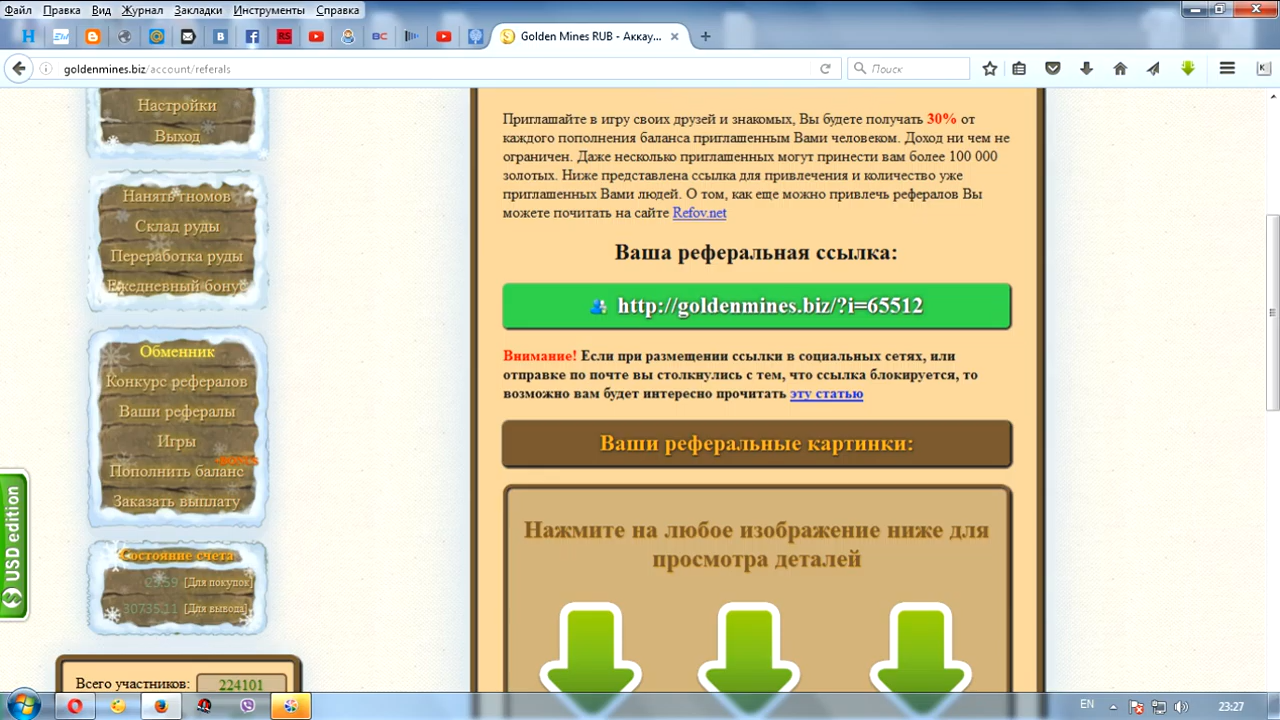 Файл Правка Вид Журнал Закладки Инструменты Справка
Golden Mines RUB - Аккау...
goldenmines.biz/account/referals
Поиск
Настройки
Выход
Нанять гномов
Склад руды
Переработка руды
Ежедневный бонус
Обменник
Конкурс рефералов
Ваши рефералы
Игры
Пополнить баланс
Заказать выплату
Состояние счета
[Для покупок]
30735.11 [Для вывода]
Всего участников: 224101
USD edition
Приглашайте в игру своих друзей и знакомых, Вы будете получать 30% от
каждого пополнения баланса приглашенным Вами человеком. Доход ни чем не
ограничен. Даже несколько приглашенных могут принести вам более 100 000
золотых. Ниже представлена ссылка для привлечения и количество уже
приглашенных Вами людей. О том, как еще можно привлечь рефералов Вы
можете почитать на сайте Refov.net
Ваша реферальная ссылка:
http://goldenmines.biz/?i=65512
Внимание! Если при размещении ссылки в социальных сетях, или
отправке по почте вы столкнулись с тем, что ссылка блокируется, то
возможно вам будет интересно прочитать эту статью
Ваши реферальные картинки:
Нажмите на любое изображение ниже для
просмотра деталей
EN
23:27